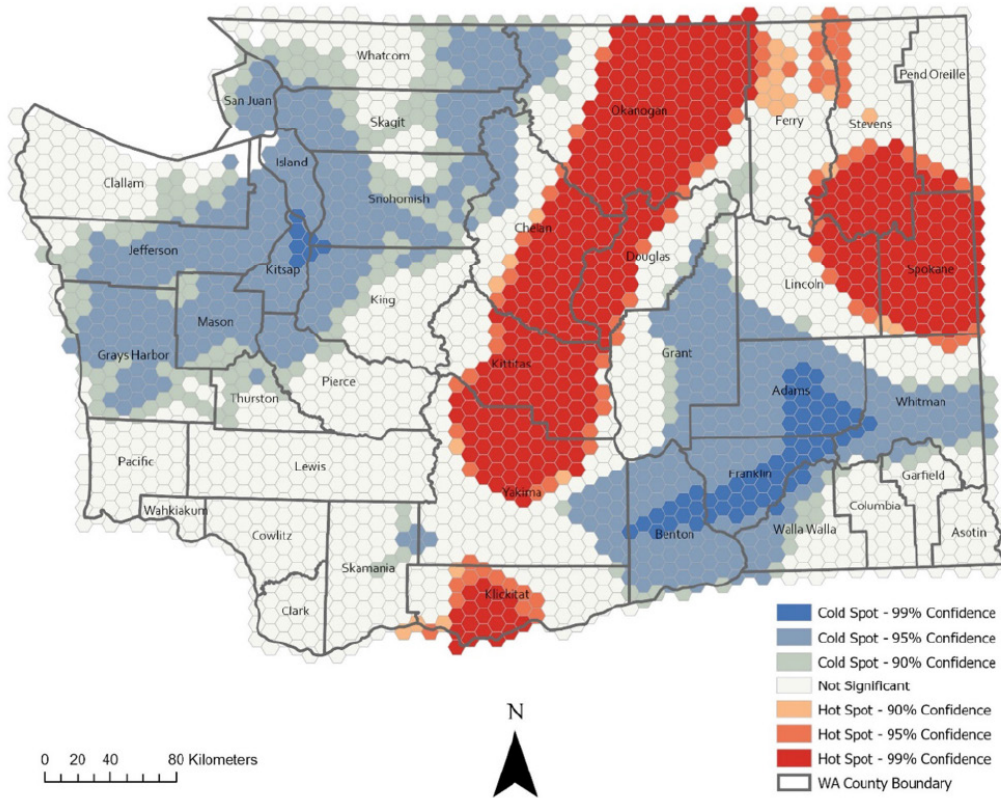 Whatcom
San Juan
Skagit
Okanogan
Ferry
Pend Oreille
Stevens
Island
Clallam
Snohomish
Chelan
Jefferson
Douglas
Kitsap
Spokane
Lincoln
King
Mason
Grays Harbor
Grant
Kittitas
Pierce
Thurston
Adams
Whitman
Pacific
Lewis
Franklin
Garfield
Yakima
Wahkiakum
Columbia
Cowlitz
Benton
Walla Walla
Asotin
Skamania
Klickitat
Clark
Cold Spot - 99% Confidence
Cold Spot - 95% Confidence
Cold Spot - 90% Confidence
Not Significant
Hot Spot - 90% Confidence
Hot Spot - 95% Confidence
Hot Spot - 99% Confidence
WA County Boundary
N
0 20 40 80 Kilometers